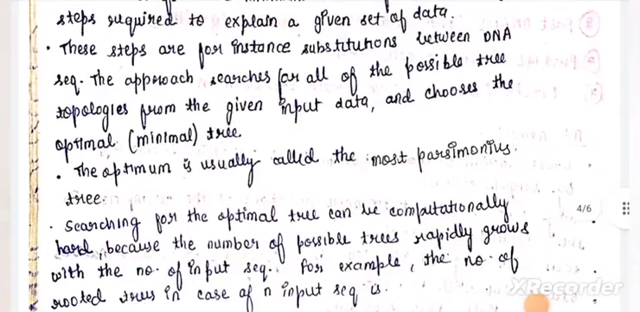 steps required to explain a given set of data.
• These steps are for instance substitutions between DNA
seq. The approach searches for all of the possible tree
topologies from the given input data, and chooses the
optimal (minimal) tree.
• The optimum is usually called the most parsimonius
tree.
• Searching for the optimal tree can be computationally
hard, because the number of possible trees rapidly grows
with the no. of input seq. For example, the no of
rooted trees in case of n input seq is
4/6
XRecorder